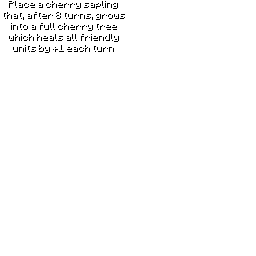 Place a cherry sapling
that, after 8 turns, grows
into a full cherry tree
which heals all friendly
units by +1 each turn